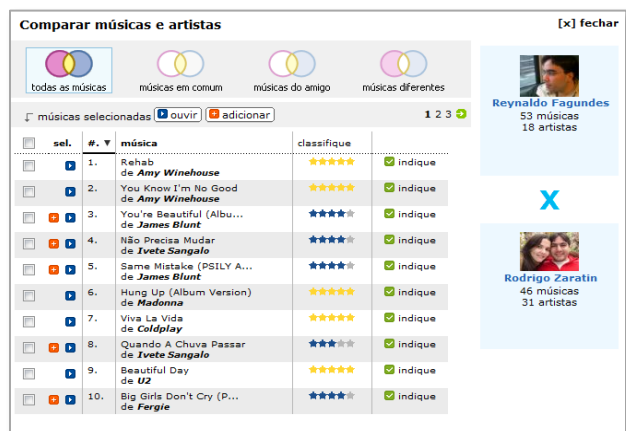 Comparar músicas e artistas
[x] fechar
todas as músicas
músicas em comum
músicas do amigo
músicas diferentes
músicas selecionadas ouvir adicionar 1 2 3
sel. #. ▼ música classifique
1. Rehab indique
de Amy Winehouse
2. You Know I'm No Good indique
de Amy Winehouse
3. You're Beautiful (Albu... indique
de James Blunt
4. Não Precisa Mudar indique
de Ivete Sangalo
5. Same Mistake (PSILY A... indique
de James Blunt
6. Hung Up (Album Version) indique
de Madonna
7. Viva La Vida indique
de Coldplay
8. Quando A Chuva Passar indique
de Ivete Sangalo
9. Beautiful Day indique
de U2
10. Big Girls Don't Cry (P... indique
de Fergie
Reynaldo Fagundes
53 músicas
18 artistas
X
Rodrigo Zaratin
46 músicas
31 artistas